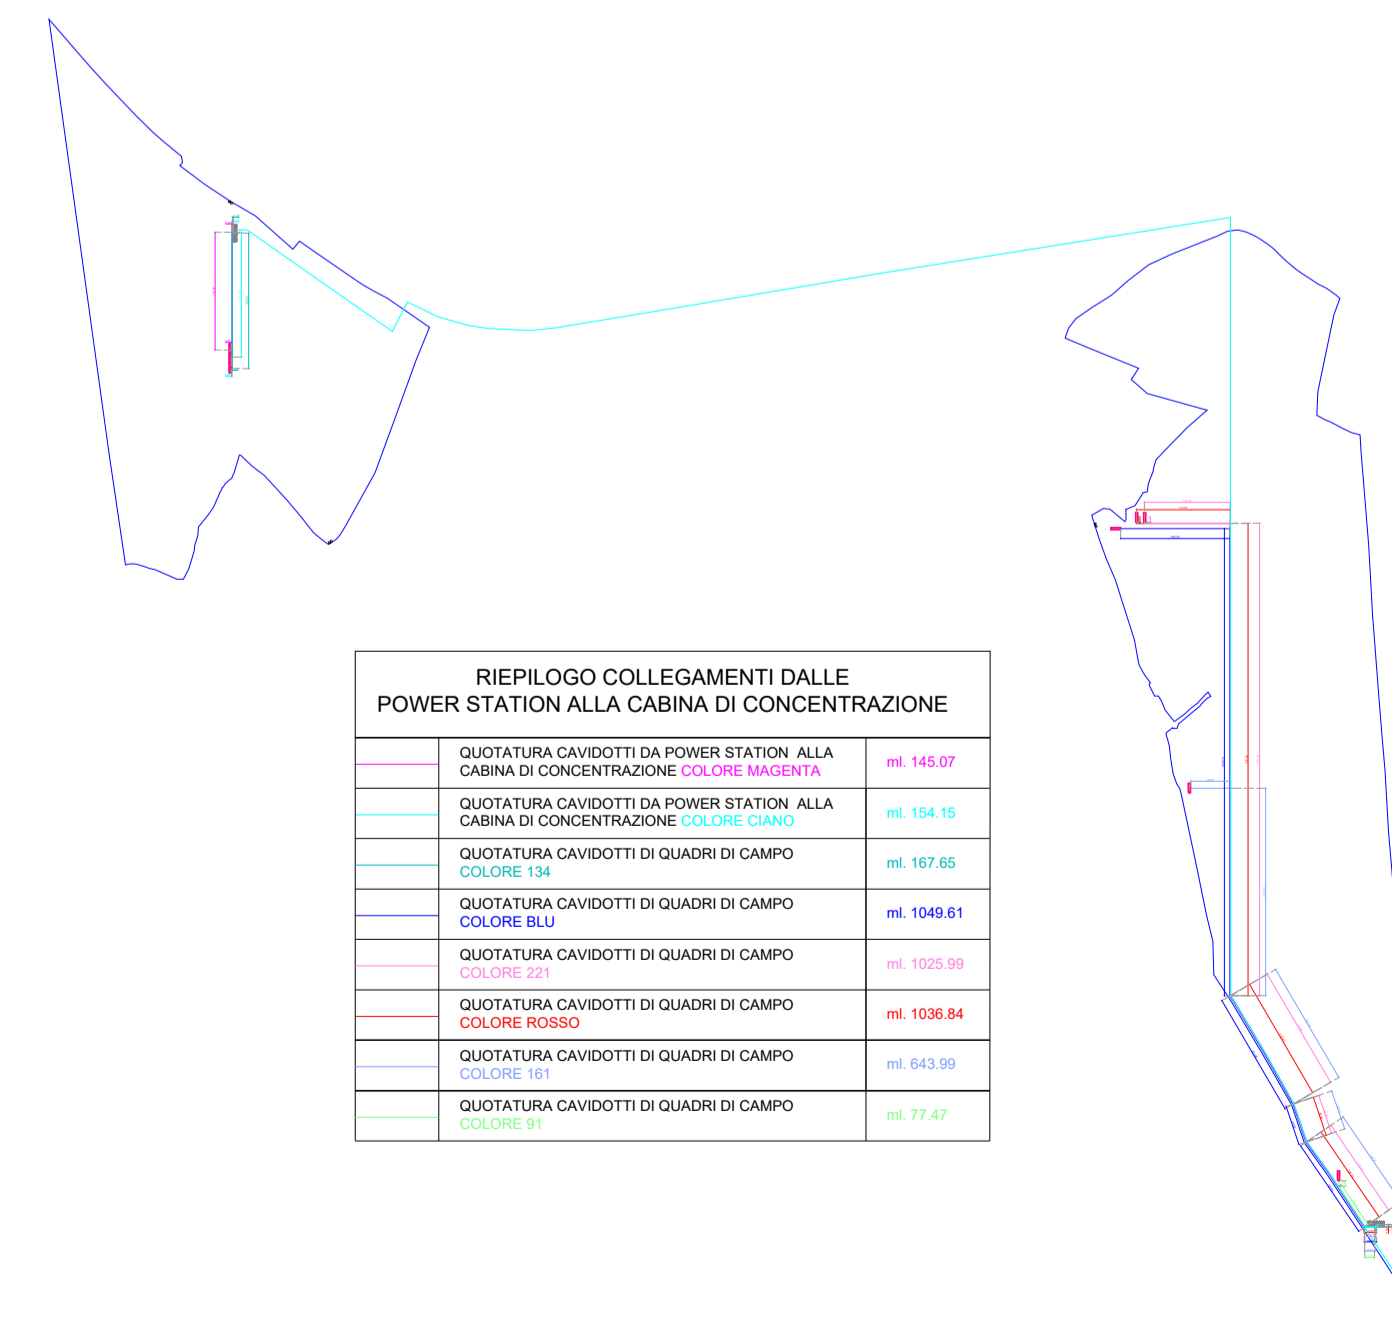 RIEPILOGO COLLEGAMENTI DALLE
POWER STATION ALLA CABINA DI CONCENTRAZIONE
QUOTATURA CAVIDOTTI DA POWER STATION ALLA
CABINA DI CONCENTRAZIONE COLORE MAGENTA
ml. 145.07
QUOTATURA CAVIDOTTI DA POWER STATION ALLA
CABINA DI CONCENTRAZIONE COLORE CIANO
ml. 154.15
QUOTATURA CAVIDOTTI DI QUADRI DI CAMPO
COLORE 134
ml. 167.65
QUOTATURA CAVIDOTTI DI QUADRI DI CAMPO
COLORE BLU
ml. 1049.61
QUOTATURA CAVIDOTTI DI QUADRI DI CAMPO
COLORE 221
ml. 1025.99
QUOTATURA CAVIDOTTI DI QUADRI DI CAMPO
COLORE ROSSO
ml. 1036.84
QUOTATURA CAVIDOTTI DI QUADRI DI CAMPO
COLORE 161
ml. 643.99
QUOTATURA CAVIDOTTI DI QUADRI DI CAMPO
COLORE 91
ml. 77.47